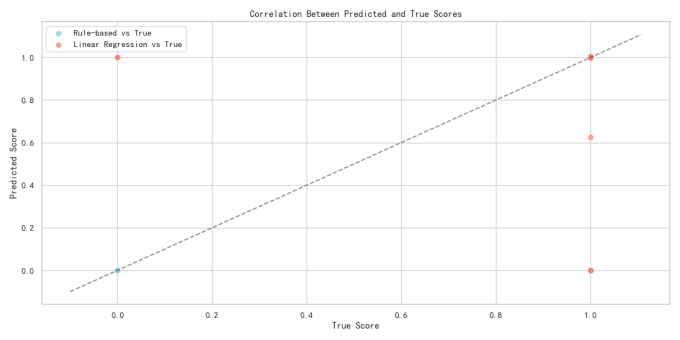 Correlation Between Predicted and True Scores
Rule-based vs True
Linear Regression vs True
Predicted Score
1.0
0.8
0.6
0.4
0.2
0.0
0.0 0.2 0.4 0.6 0.8 1.0
True Score